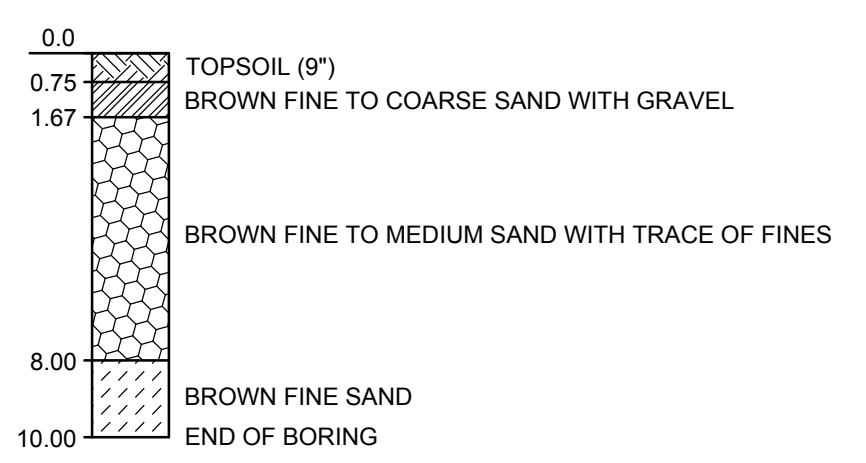 0.0
TOPSOIL (9")
0.75
BROWN FINE TO COARSE SAND WITH GRAVEL
1.67
BROWN FINE TO MEDIUM SAND WITH TRACE OF FINES
8.00
BROWN FINE SAND
10.00 END OF BORING